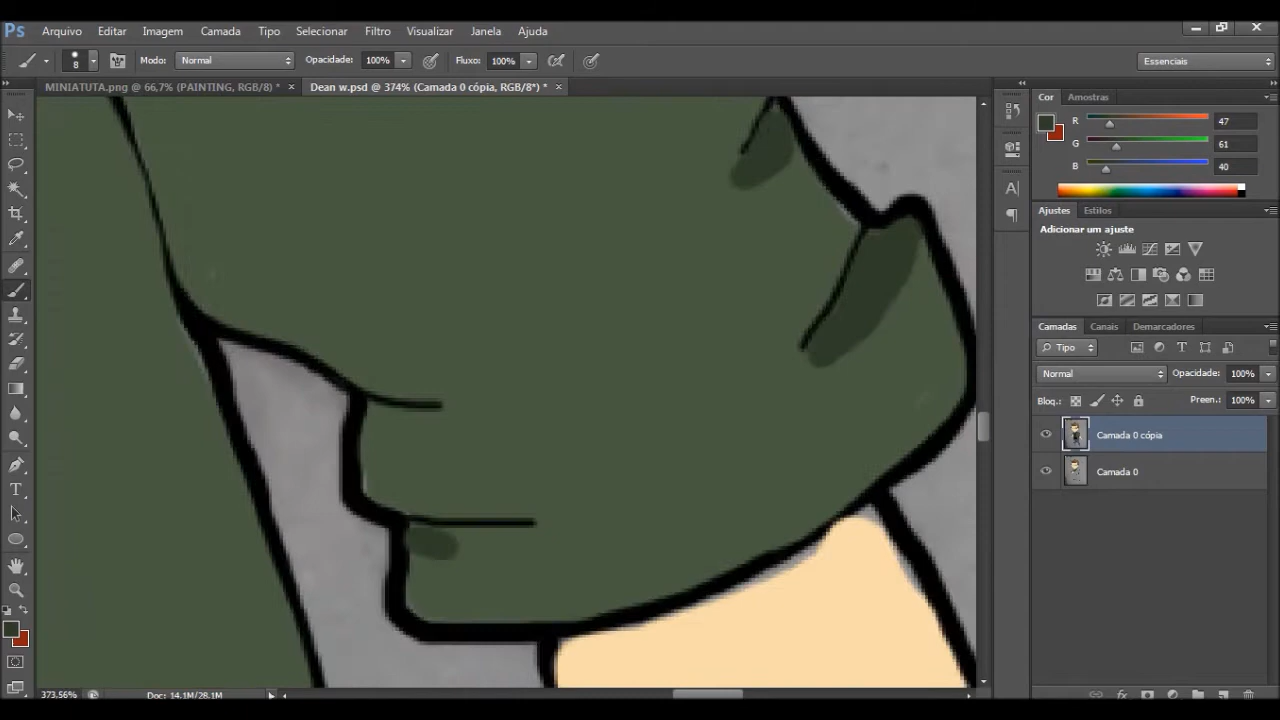 Ps Arquivo Editar Imagem Camada Tipo Selecionar Filtro Visualizar Janela Ajuda
8 Modo: Normal Opacidade: 100% Fluxo: 100% Essenciais
MINIATUTA.png @ 66,7% (PAINTING, RGB/8) * × Dean w.psd @ 374% (Camada 0 cópia, RGB/8*) * ×
Cor Amostras
R 47
G 61
B 40
Ajustes Estilos
Adicionar um ajuste
Camadas Canais Demarcadores
Tipo
Normal Opacidade: 100%
Bloq.: Preen.: 100%
Camada 0 cópia
Camada 0
373,56% Doc: 14,1M/28,1M